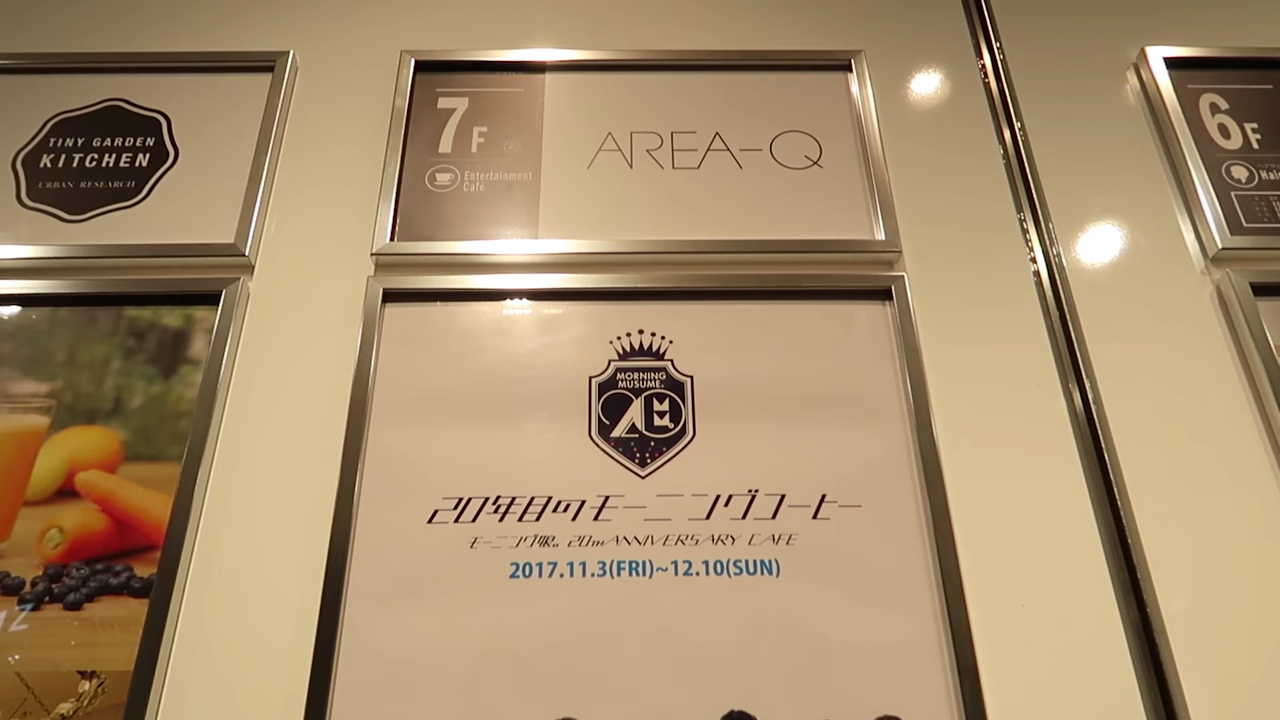 TINY GARDEN
KITCHEN
URBAN RESEARCH
7F
Entertainment
Café
AREA-Q
MORNING
MUSUME。
20
20年目のモーニングコーヒー
モーニング娘。20TH ANNIVERSARY CAFE
2017.11.3(FRI)~12.10(SUN)
6F